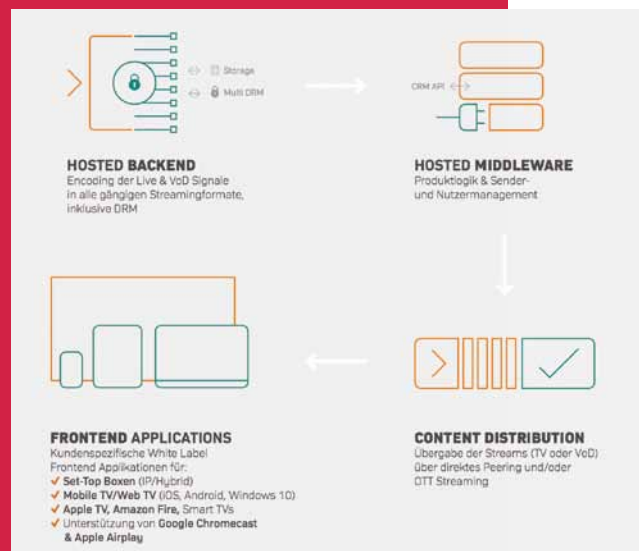 Storage
Multi DRM
HOSTED BACKEND
Encoding der Live & VoD Signale
in alle gängigen Streamingformate,
inklusive DRM
CRM API
HOSTED MIDDLEWARE
Produktlogik & Sender-
und Nutzermanagement
FRONTEND APPLICATIONS
Kundenspezifische White Label
Frontend Applikationen für:
✓ Set-Top Boxen (IP/Hybrid)
✓ Mobile TV/Web TV (iOS, Android, Windows 10)
✓ Apple TV, Amazon Fire, Smart TVs
✓ Unterstützung von Google Chromecast
& Apple Airplay
CONTENT DISTRIBUTION
Übergabe der Streams (TV oder VoD)
über direktes Peering und/oder
OTT Streaming